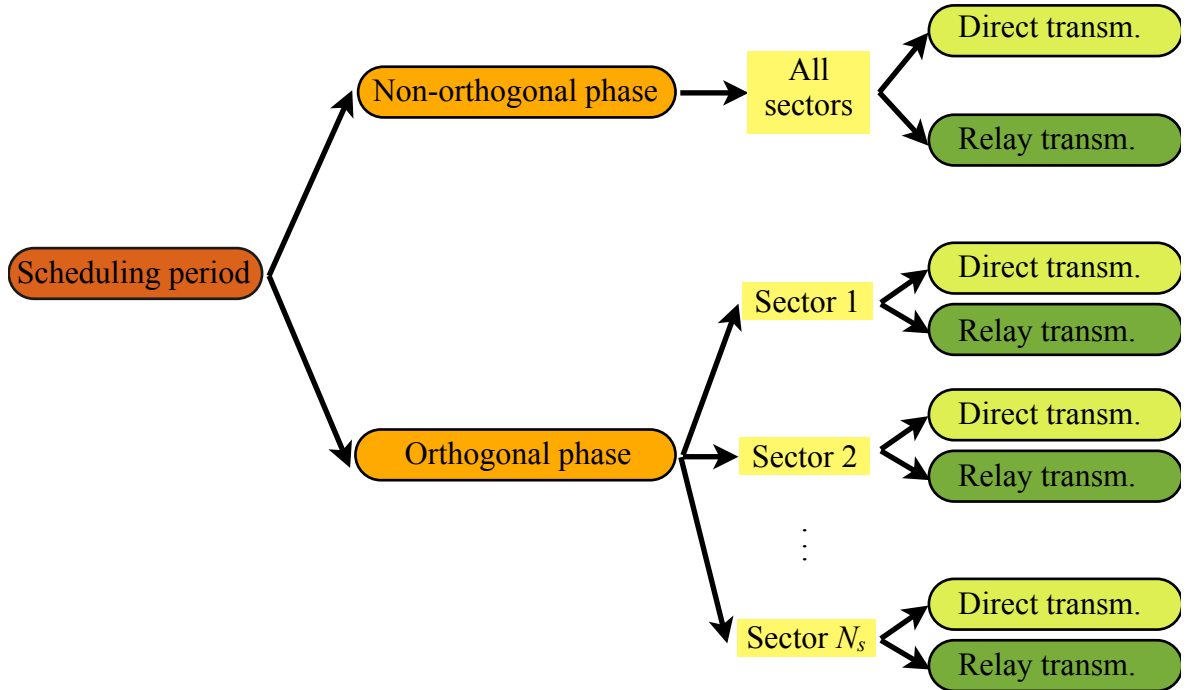 Direct transm.
Non-orthogonal phase
All
sectors
Relay transm.
Scheduling period
Direct transm.
Sector 1
Relay transm.
Direct transm.
Orthogonal phase
Sector 2
Relay transm.
⋮
Sector Nₛ
Direct transm.
Relay transm.